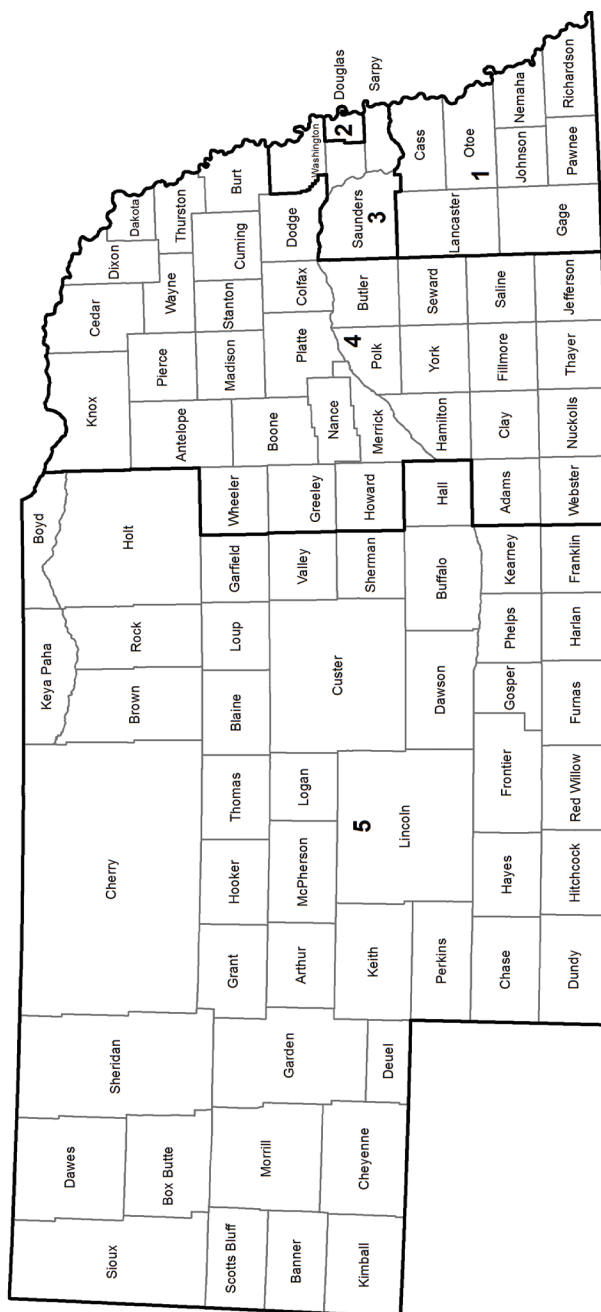 Sioux
Dawes
Box Butte
Sheridan
Cherry
Keya Paha
Boyd
Brown
Rock
Holt
Knox
Cedar
Dixon
Dakota
Antelope
Pierce
Wayne
Thurston
Scotts Bluff
Banner
Kimball
Morrill
Cheyenne
Garden
Deuel
Grant
Hooker
Thomas
Blaine
Loup
Garfield
Wheeler
Boone
Madison
Stanton
Cuming
Burt
Arthur
McPherson
Logan
Custer
Valley
Greeley
Nance
Platte
Colfax
Dodge
Washington
Keith
Lincoln
5
Sherman
Howard
Merrick
Polk
4
Butler
Saunders
3
2
Douglas
Sarpy
Perkins
Dawson
Buffalo
Hall
Hamilton
York
Seward
Lancaster
Cass
Otoe
1
Chase
Hayes
Frontier
Gosper
Phelps
Kearney
Adams
Clay
Fillmore
Saline
Gage
Johnson
Nemaha
Dundy
Hitchcock
Red Willow
Furnas
Harlan
Franklin
Webster
Nuckolls
Thayer
Jefferson
Pawnee
Richardson